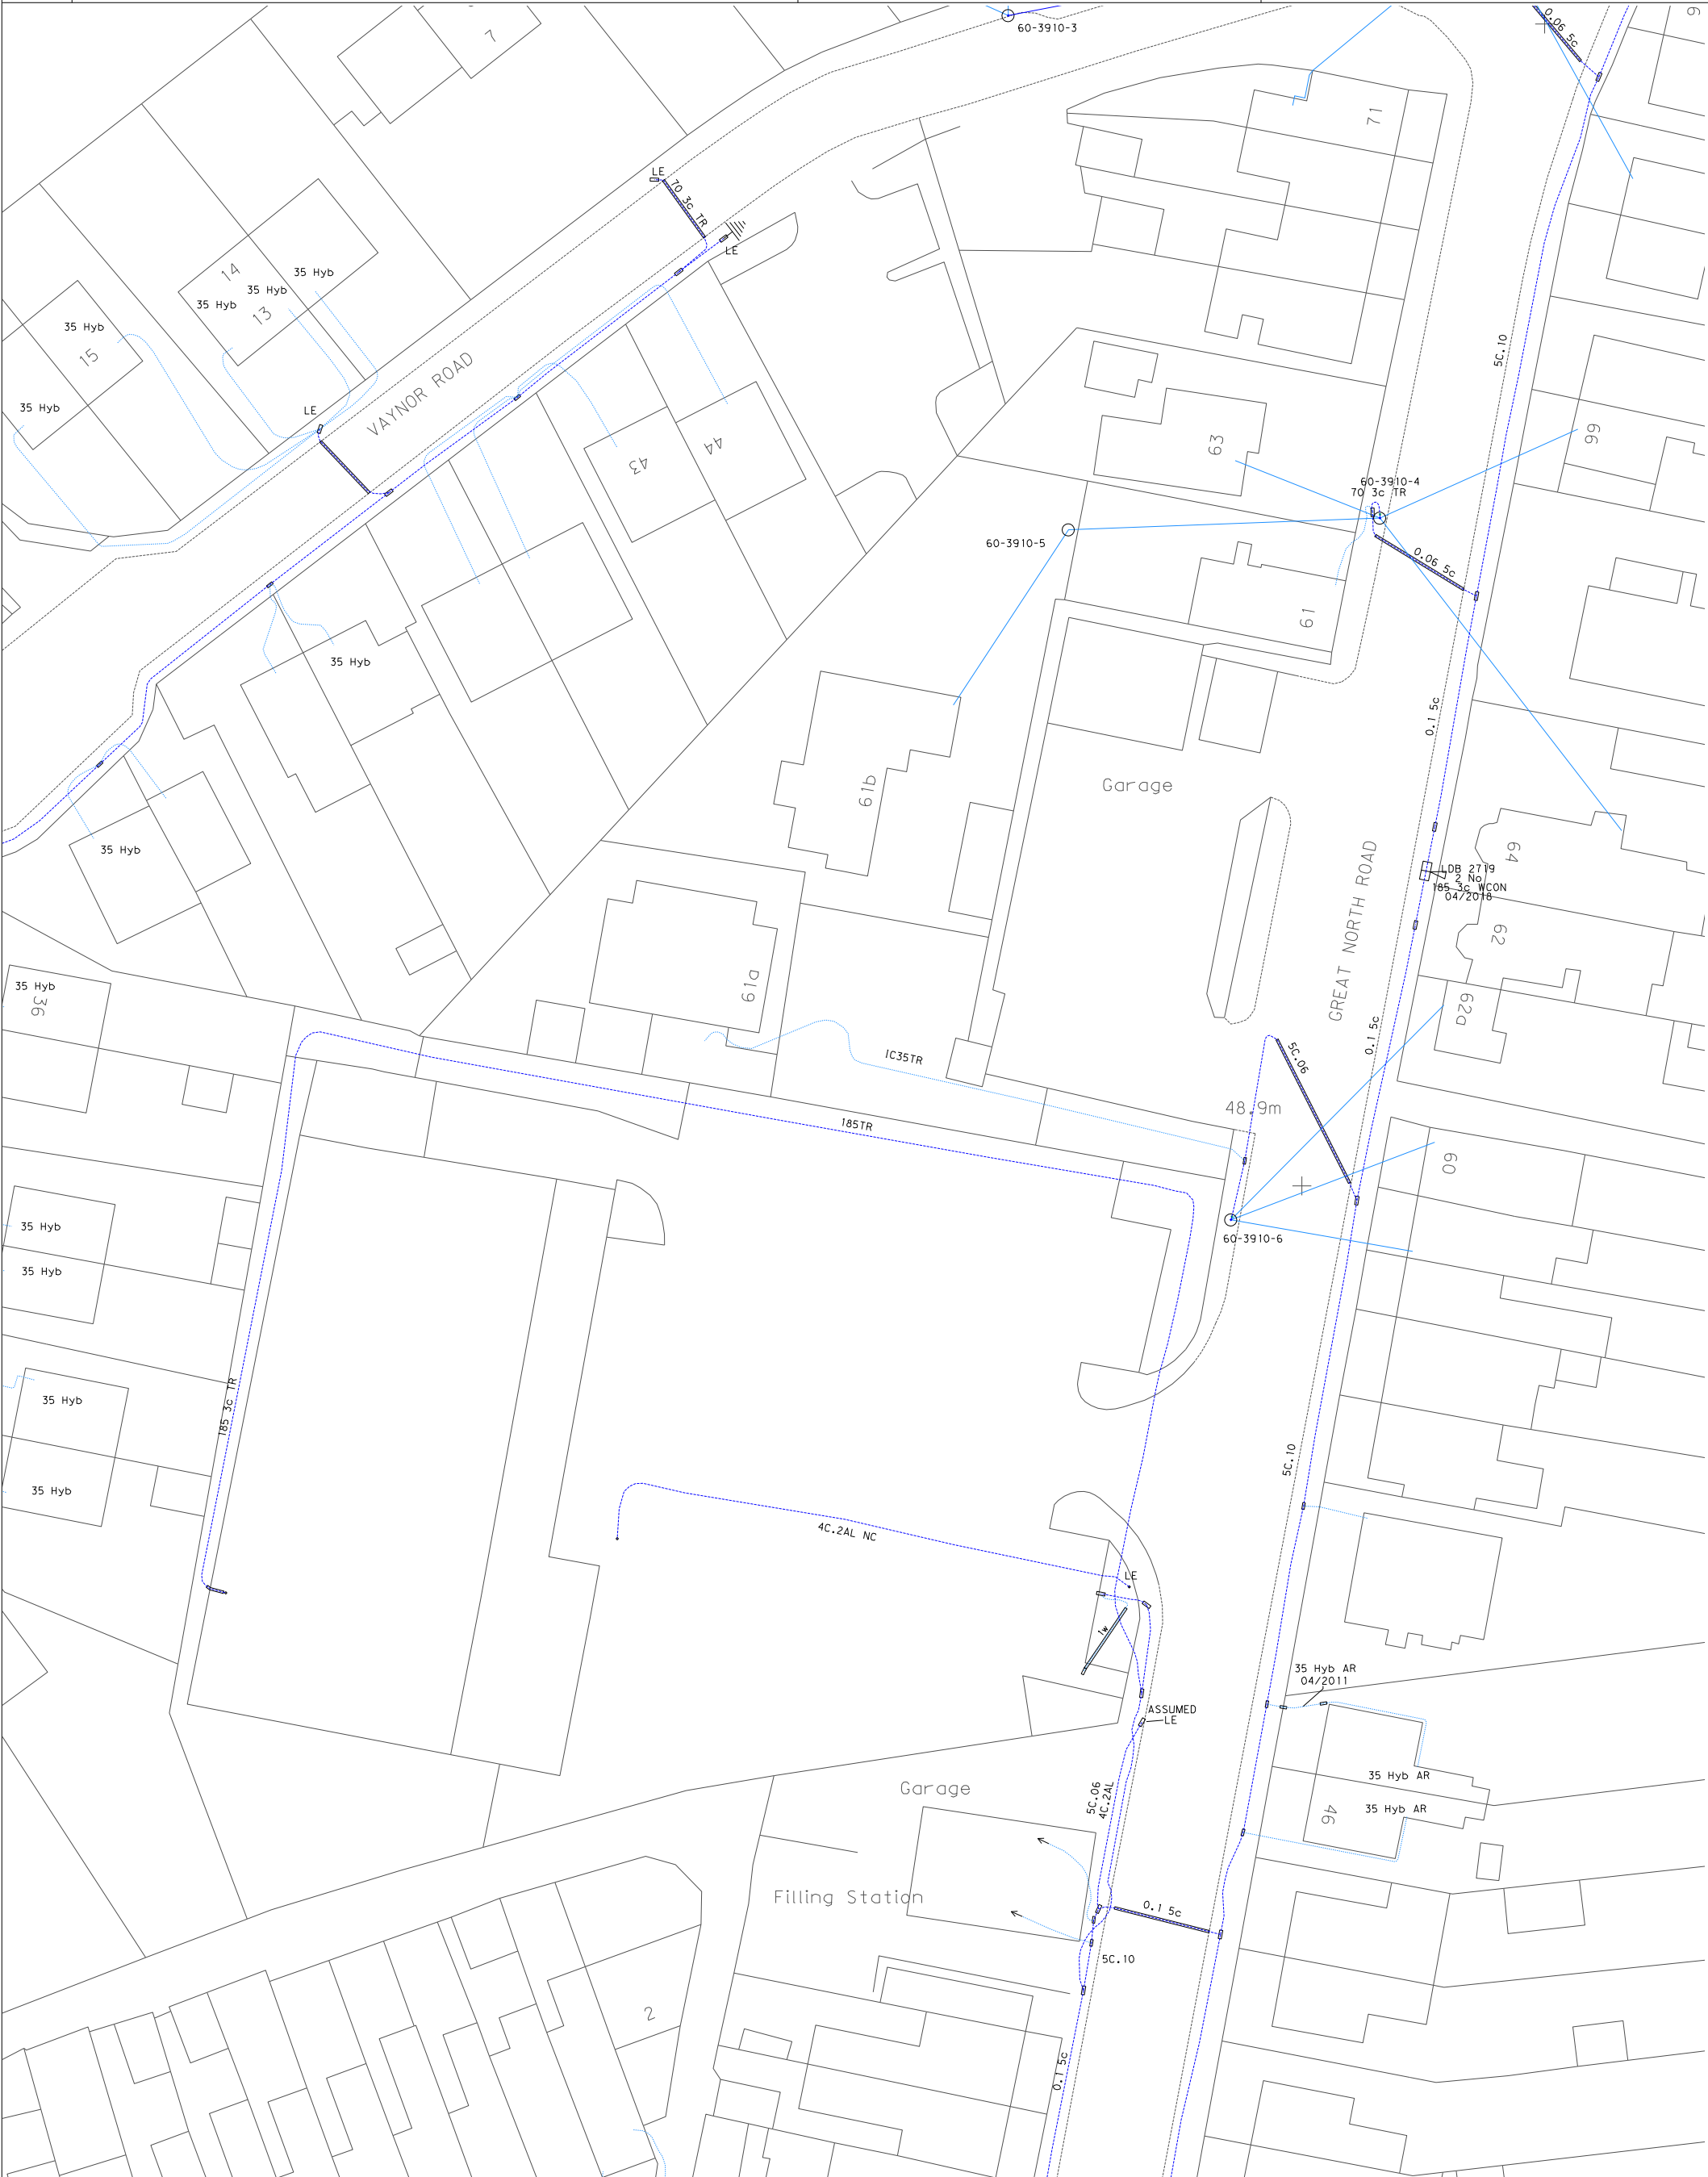 60-3910-3
7
0.06 5c
6
71
LE
70 3c TR
LE
14
35 Hyb
35 Hyb
35 Hyb
13
35 Hyb
15
35 Hyb
LE
VAYNOR ROAD
5C.10
43
44
63
66
60-3910-4
70 3c TR
60-3910-5
0.06 5c
61
35 Hyb
0.1 5c
Garage
61b
35 Hyb
64
LDB 2719
2 No
185 3c WCON
04/2018
62
GREAT NORTH ROAD
35 Hyb
36
61a
62a
0.1 5c
IC35TR
5C.06
48.9m
185TR
60
35 Hyb
60-3910-6
35 Hyb
35 Hyb
185 3c TR
5C.10
35 Hyb
4C.2AL NC
LE
1w
35 Hyb AR
04/2011
ASSUMED
LE
Garage
5C.06
4C.2AL
35 Hyb AR
35 Hyb AR
46
Filling Station
0.1 5c
5C.10
2
0.1 5c